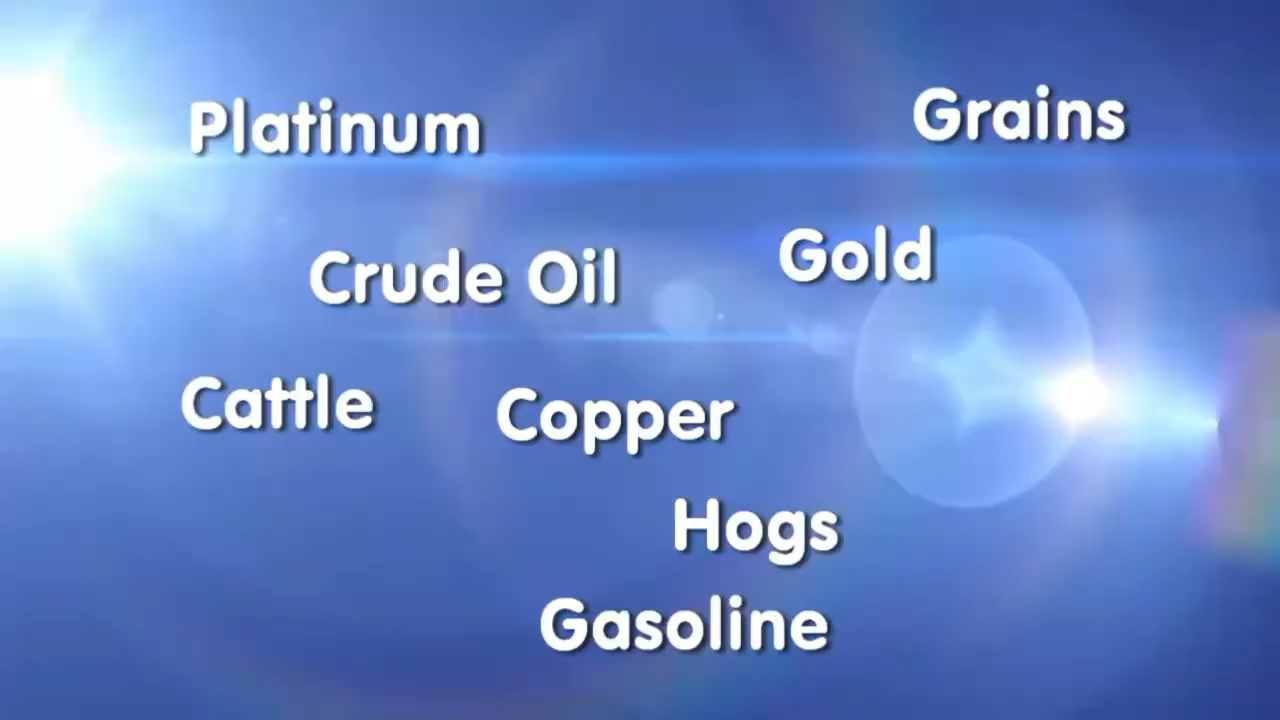 Platinum
Grains
Crude Oil
Gold
Cattle
Copper
Hogs
Gasoline